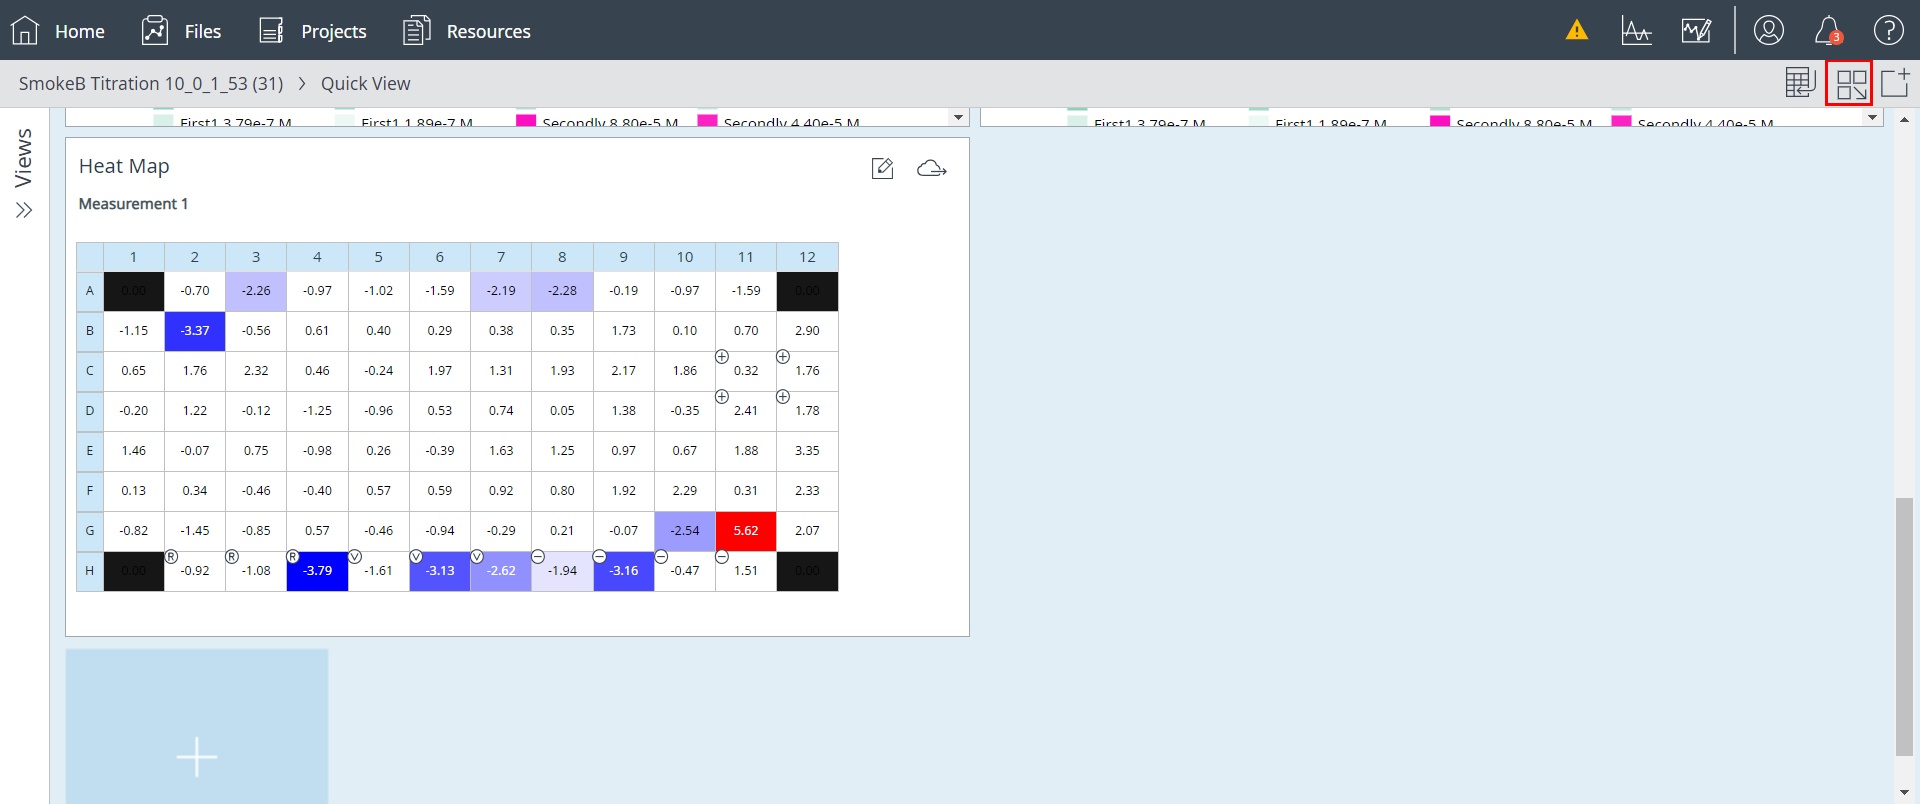 Home Files Projects Resources 3
SmokeB Titration 10_0_1_53 (31) > Quick View
First1 3.79e-7 M First1 1.89e-7 M Secondly 8.80e-5 M Secondly 4.40e-5 M First1 3.79e-7 M First1 1.89e-7 M Secondly 8.80e-5 M Secondly 4.40e-5 M
Views
Heat Map
Measurement 1
1 2 3 4 5 6 7 8 9 10 11 12
A 0.00 -0.70 -2.26 -0.97 -1.02 -1.59 -2.19 -2.28 -0.19 -0.97 -1.59 0.00
B -1.15 -3.37 -0.56 0.61 0.40 0.29 0.38 0.35 1.73 0.10 0.70 2.90
C 0.65 1.76 2.32 0.46 -0.24 1.97 1.31 1.93 2.17 1.86 0.32 1.76
D -0.20 1.22 -0.12 -1.25 -0.96 0.53 0.74 0.05 1.38 -0.35 2.41 1.78
E 1.46 -0.07 0.75 -0.98 0.26 -0.39 1.63 1.25 0.97 0.67 1.88 3.35
F 0.13 0.34 -0.46 -0.40 0.57 0.59 0.92 0.80 1.92 2.29 0.31 2.33
G -0.82 -1.45 -0.85 0.57 -0.46 -0.94 -0.29 0.21 -0.07 -2.54 5.62 2.07
R R R V V V
H 0.00 -0.92 -1.08 -3.79 -1.61 -3.13 -2.62 -1.94 -3.16 -0.47 1.51 0.00